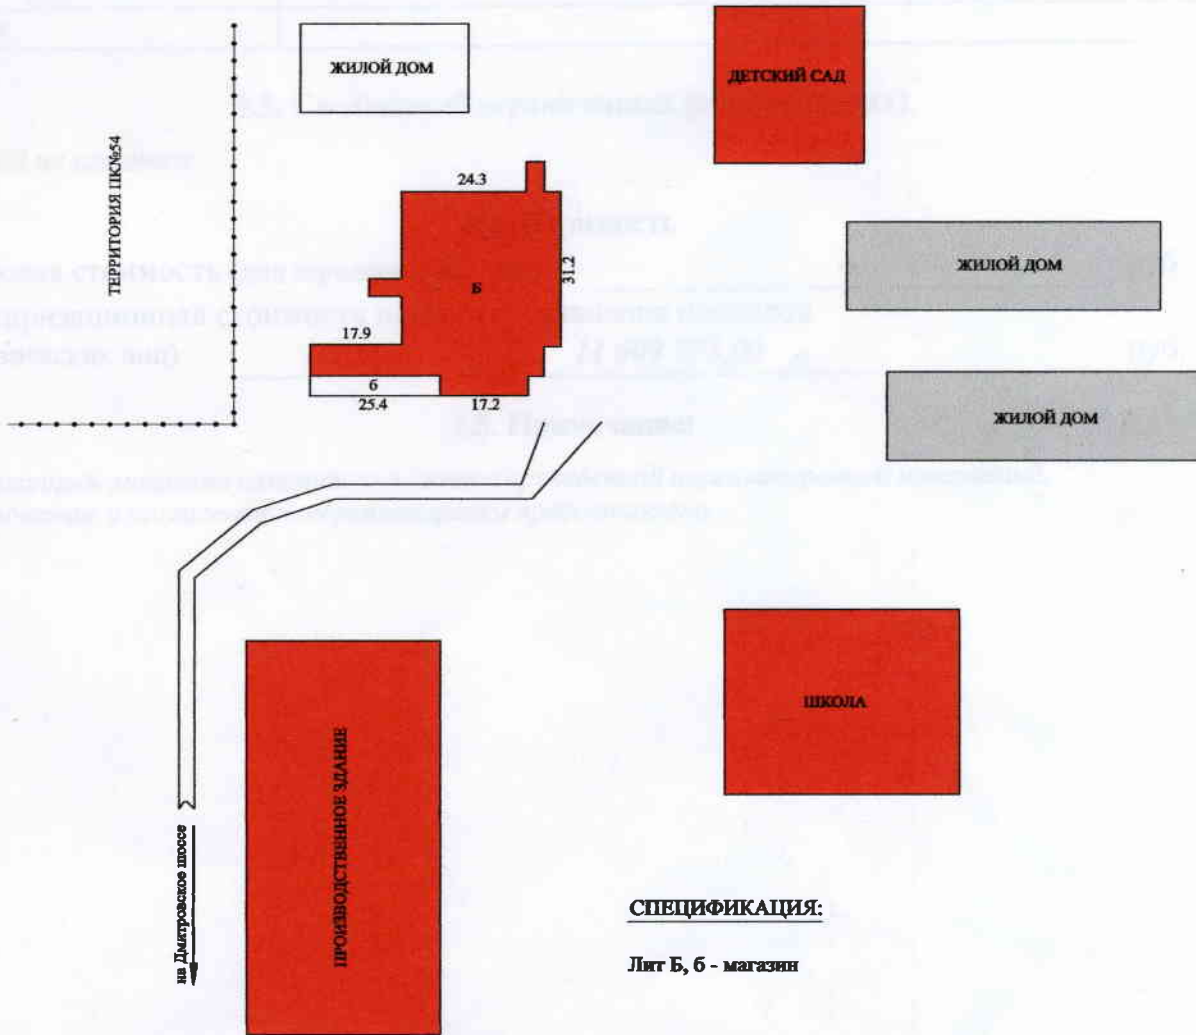 ЖИЛОЙ ДОМ
ДЕТСКИЙ САД
ТЕРРИТОРИЯ ПК№54
24.3
31.2
Б
ЖИЛОЙ ДОМ
17.9
б
25.4
17.2
ЖИЛОЙ ДОМ
ШКОЛА
ПРОИЗВОДСТВЕННОЕ ЗДАНИЕ
на Дмитровское шоссе
СПЕЦИФИКАЦИЯ:
Лит Б, б - магазин